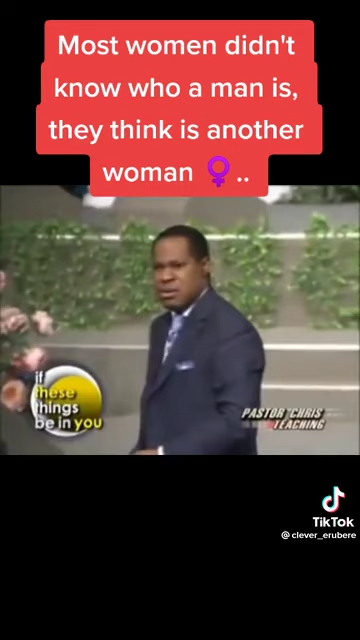 Most women didn't
know who a man is,
they think is another
woman ♀️..
if
these
things
be in you
PASTOR CHRIS
TEACHING
TikTok
@clever_erubere